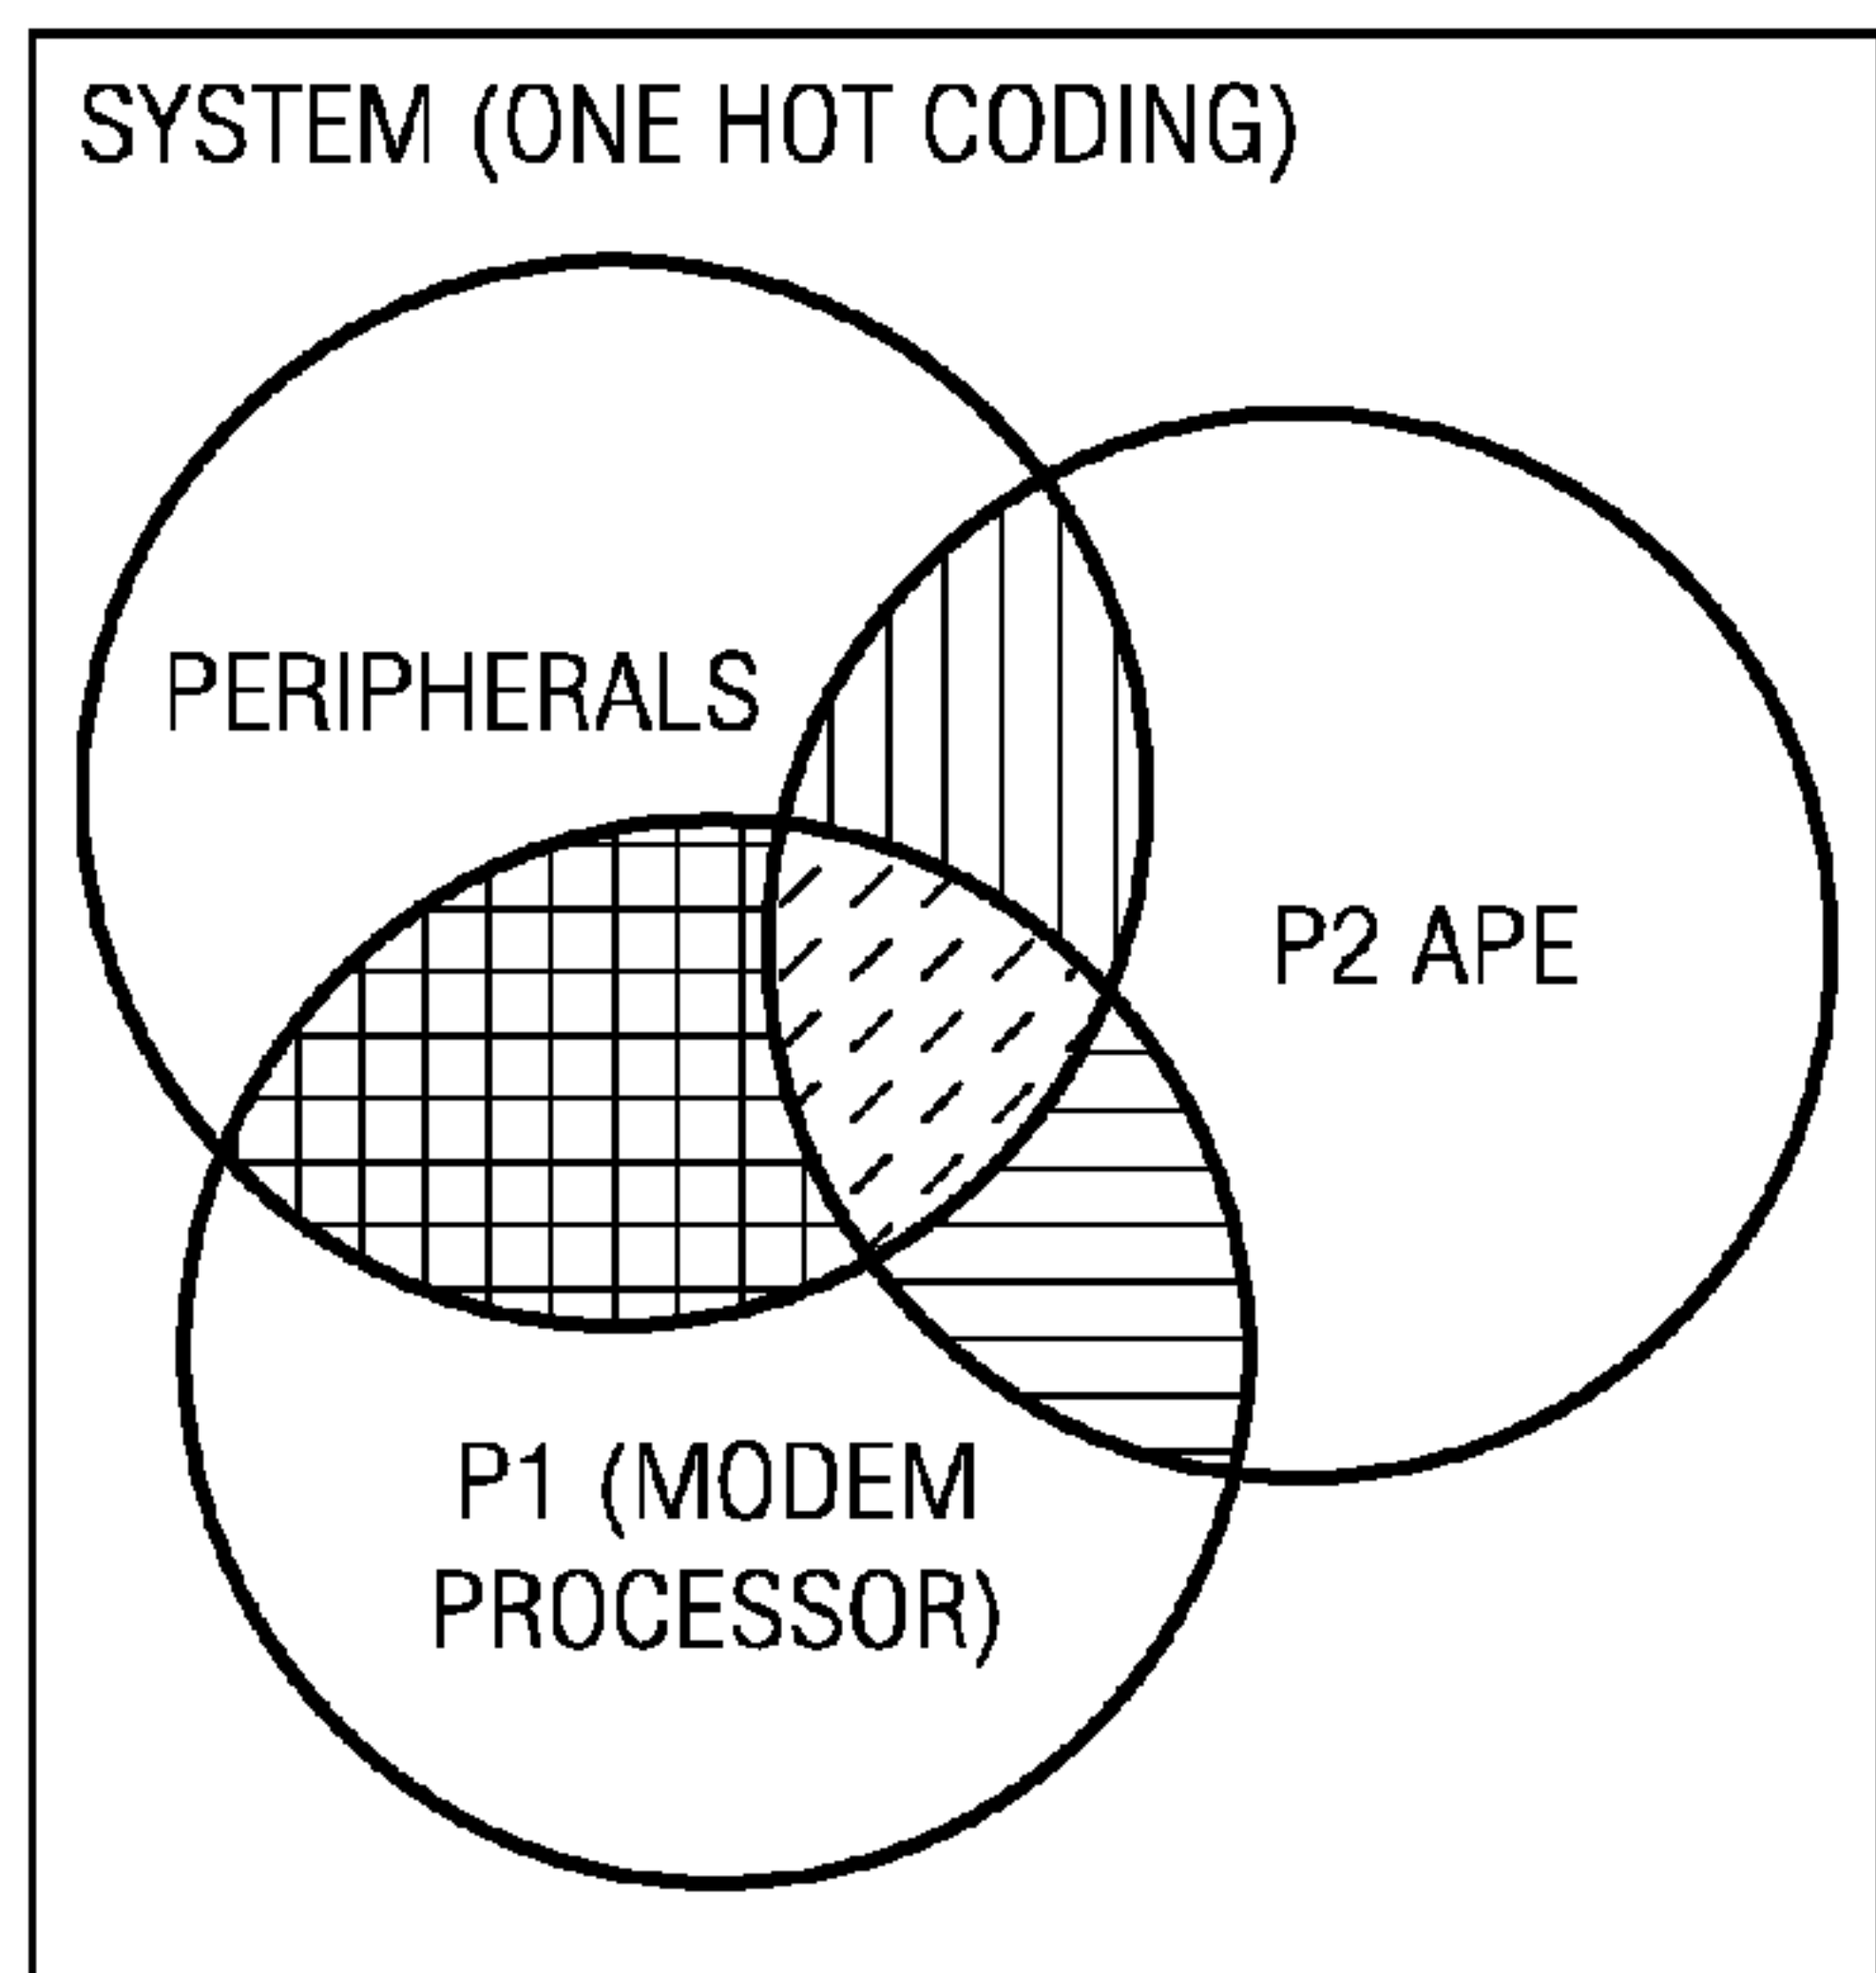 SYSTEM (ONE HOT CODING)
PERIPHERALS
P2 APE
P1 (MODEM
PROCESSOR)